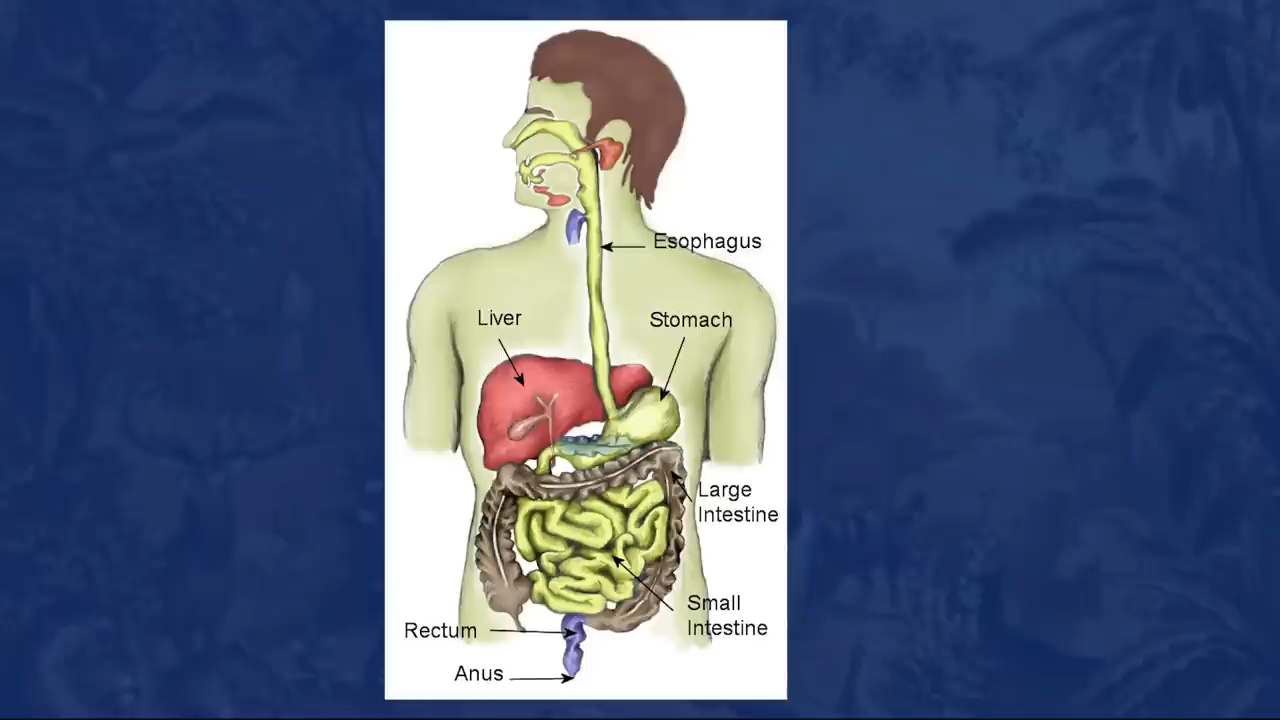 Esophagus
Liver
Stomach
Large
Intestine
Small
Intestine
Rectum
Anus